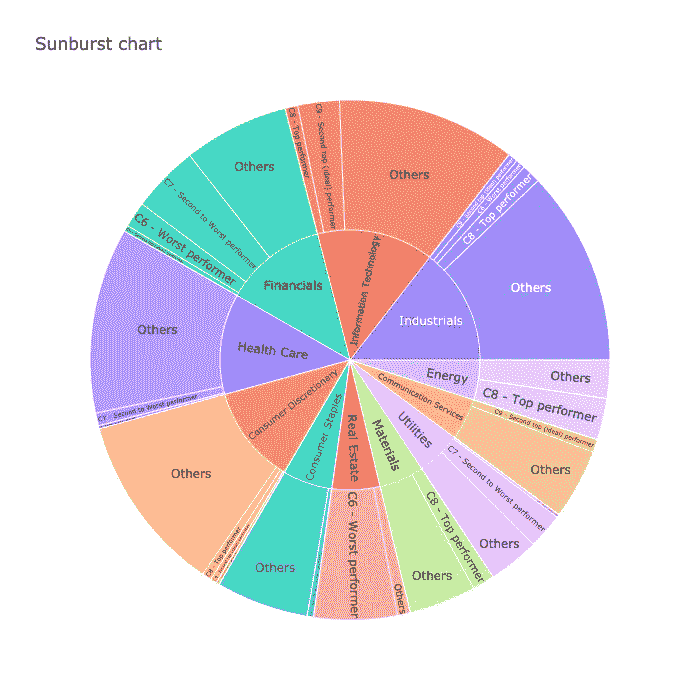 Sunburst chart
Industrials
Others
C8 - Top performer
Information Technology
Others
C9 - Second top (ideal) performer
C8 - Top performer
Financials
Others
C7 - Second to Worst performer
C6 - Worst performer
Health Care
Others
C7 - Second to Worst performer
Consumer Discretionary
Others
C8 - Top performer
Consumer Staples
Others
Real Estate
C6 - Worst performer
Others
Materials
Others
C8 - Top performer
Utilities
Others
C7 - Second to Worst performer
Communication Services
Others
C9 - Second top (ideal) performer
Energy
C8 - Top performer
Others